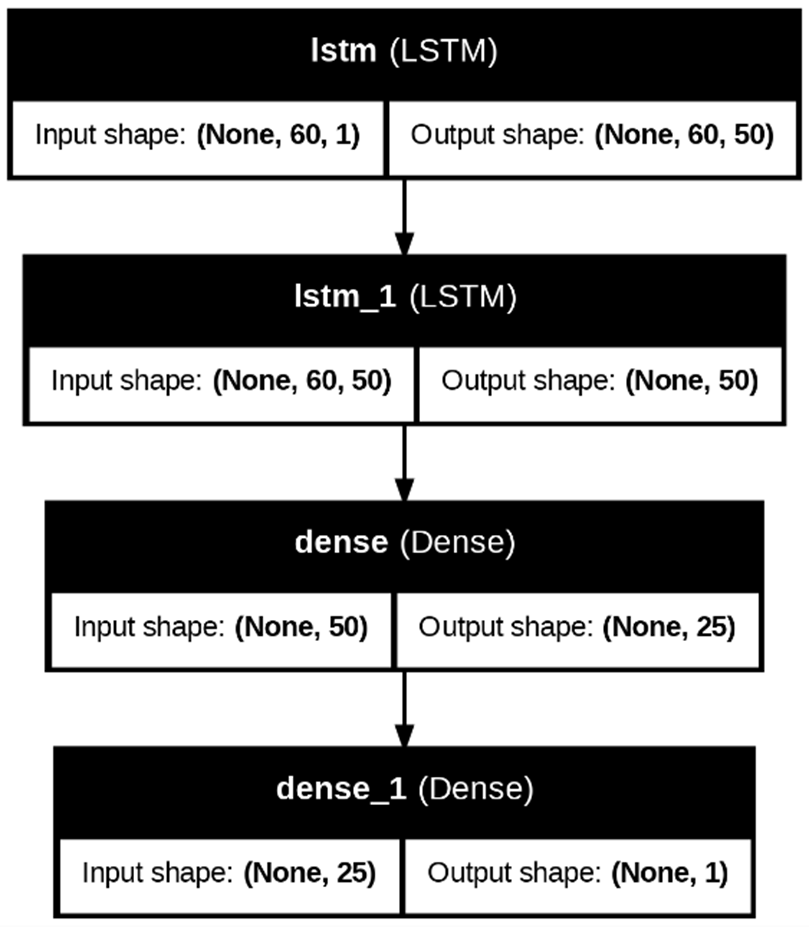 lstm (LSTM)
Input shape: (None, 60, 1) Output shape: (None, 60, 50)
lstm_1 (LSTM)
Input shape: (None, 60, 50) Output shape: (None, 50)
dense (Dense)
Input shape: (None, 50) Output shape: (None, 25)
dense_1 (Dense)
Input shape: (None, 25) Output shape: (None, 1)